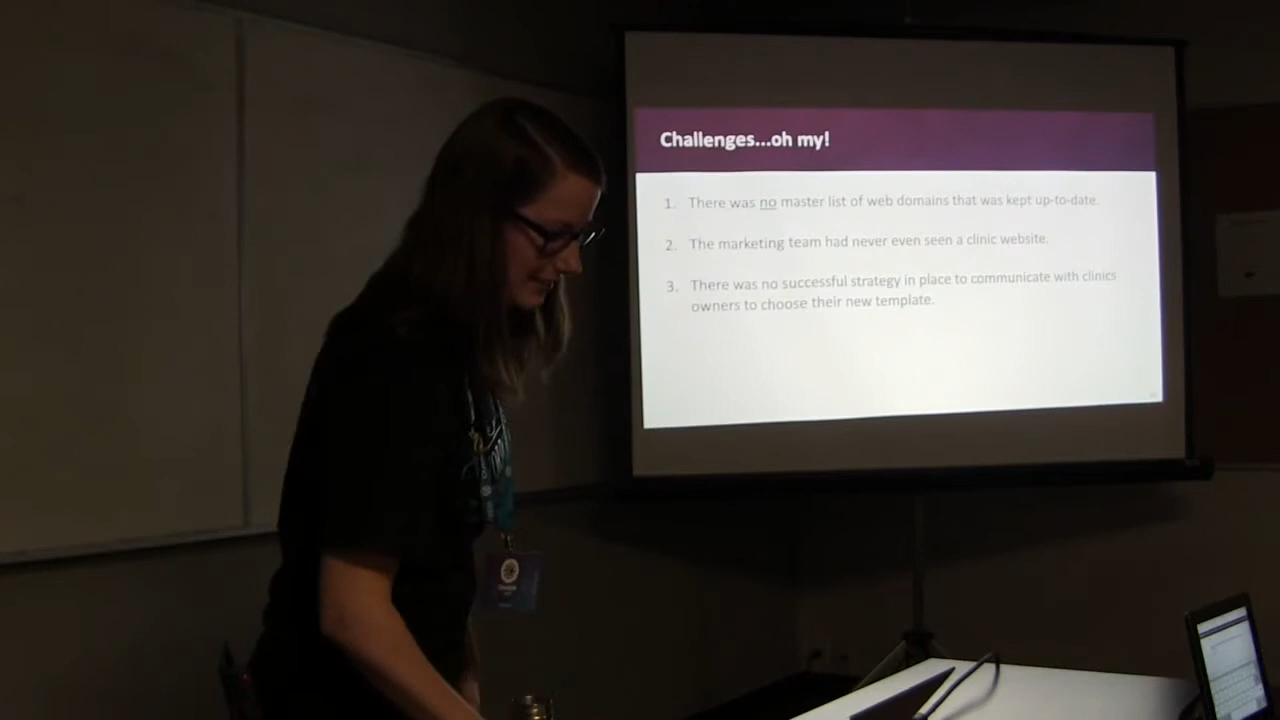 Challenges...oh my!
1. There was no master list of web domains that was kept up-to-date.
2. The marketing team had never even seen a clinic website.
3. There was no successful strategy in place to communicate with clinics
owners to choose their new template.